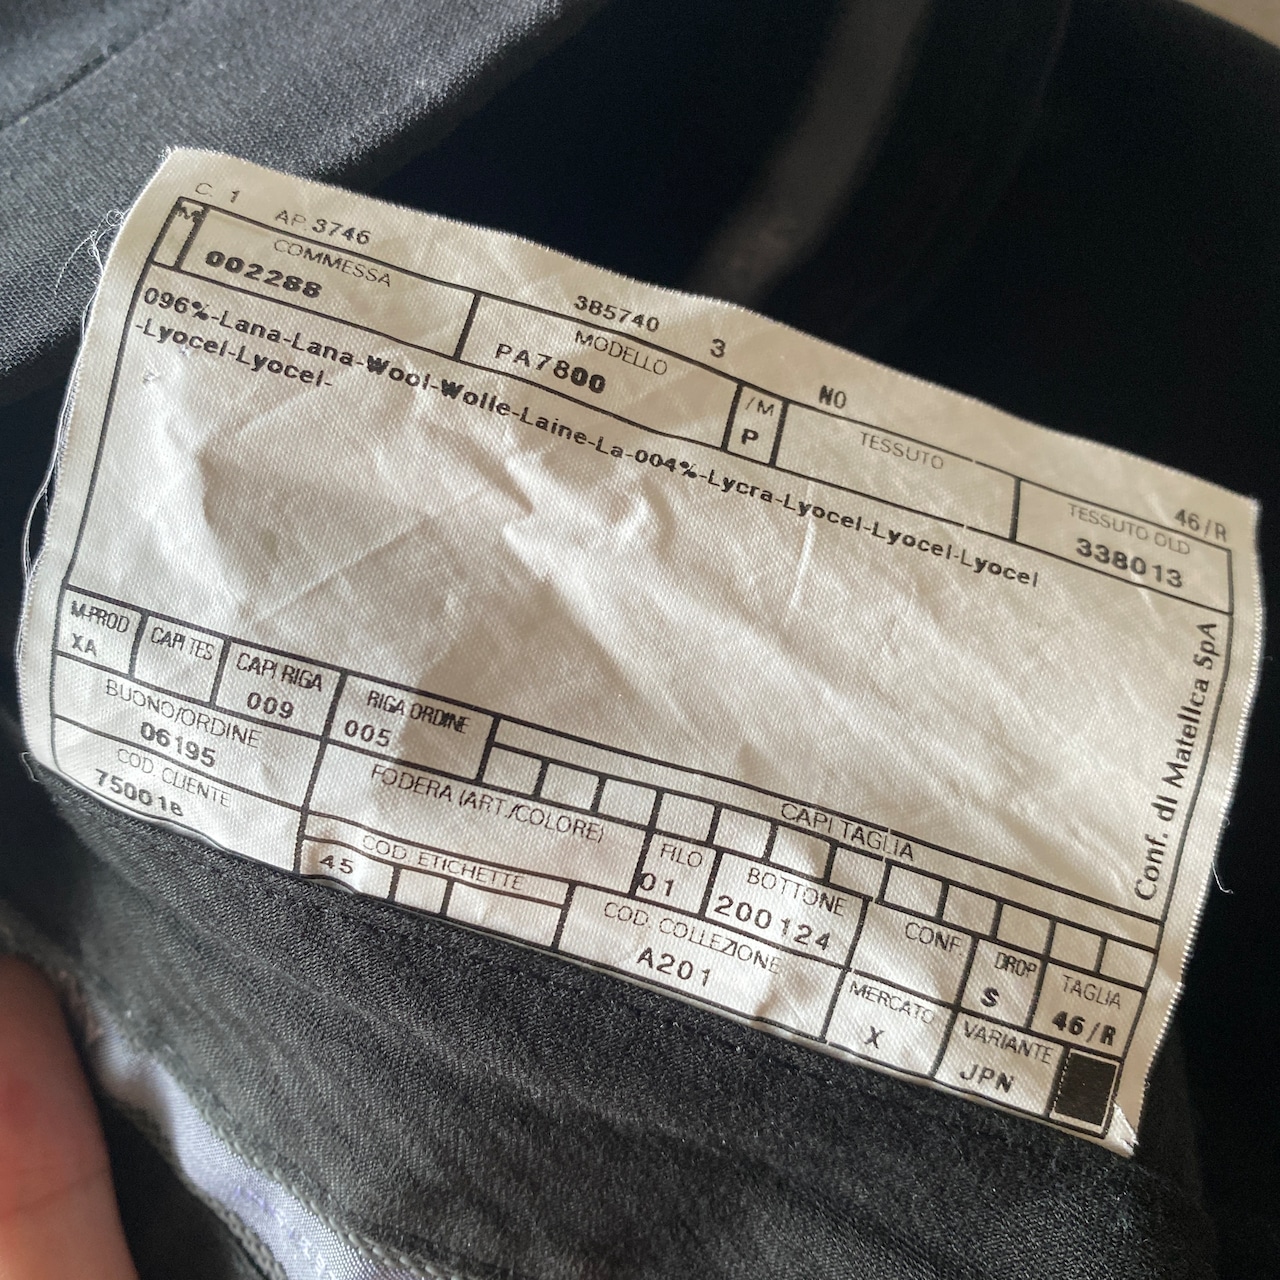 C. 1
AP. 3746
385740
3
NO
46/R
M
COMMESSA
002288
MODELLO
PA7800
/M
P
TESSUTO
TESSUTO OLD
338013
096%-Lana-Lana-Wool-Wolle-Laine-La-004%-Lycra-Lyocel-Lyocel-Lyocel
-Lyocel-Lyocel-
Conf. di Matelica SpA
M-PROD
XA
CAPI TES
CAPI RIGA
009
RIGA ORDINE
005
CAPI TAGLIA
BUONO/ORDINE
06195
FODERA (ART./COLORE)
FILO
01
BOTTONE
200124
CONF.
DROP
S
TAGLIA
46/R
COD. CLIENTE
750018
COD. ETICHETTE
45
COD. COLLEZIONE
A201
MERCATO
X
VARIANTE
JPN